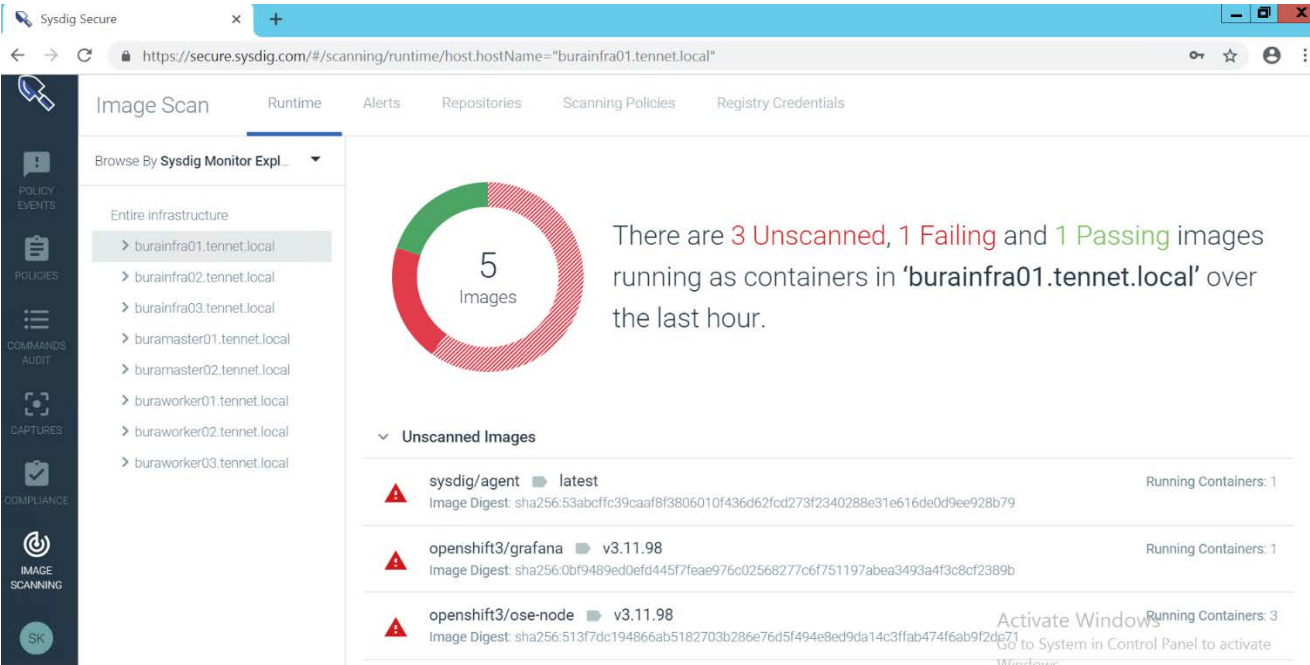 Sysdig Secure
https://secure.sysdig.com/#/scanning/runtime/host.hostName="burainfra01.tennet.local"
Image Scan
Runtime
Alerts
Repositories
Scanning Policies
Registry Credentials
POLICY
EVENTS
POLICIES
COMMANDS
AUDIT
CAPTURES
COMPLIANCE
IMAGE
SCANNING
SK
Browse By Sysdig Monitor Expl...
Entire infrastructure
burainfra01.tennet.local
burainfra02.tennet.local
burainfra03.tennet.local
buramaster01.tennet.local
buramaster02.tennet.local
buraworker01.tennet.local
buraworker02.tennet.local
buraworker03.tennet.local
5
Images
There are 3 Unscanned, 1 Failing and 1 Passing images
running as containers in ‘burainfra01.tennet.local’ over
the last hour.
Unscanned Images
sysdig/agent latest
Running Containers: 1
Image Digest: sha256:53abcffc39caaf8f3806010f436d62fcd273f2340288e31e616de0d9ee928b79
openshift3/grafana v3.11.98
Running Containers: 1
Image Digest: sha256:0bf9489ed0efd445f7feae976c02568277c6f751197abea3493a4f3c8cf2389b
openshift3/ose-node v3.11.98
Running Containers: 3
Image Digest: sha256:513f7dc194866ab5182703b286e76d5f494e8ed9da14c3ffab474f6ab9f2dc71
Activate Windows
Go to System in Control Panel to activate
Windows